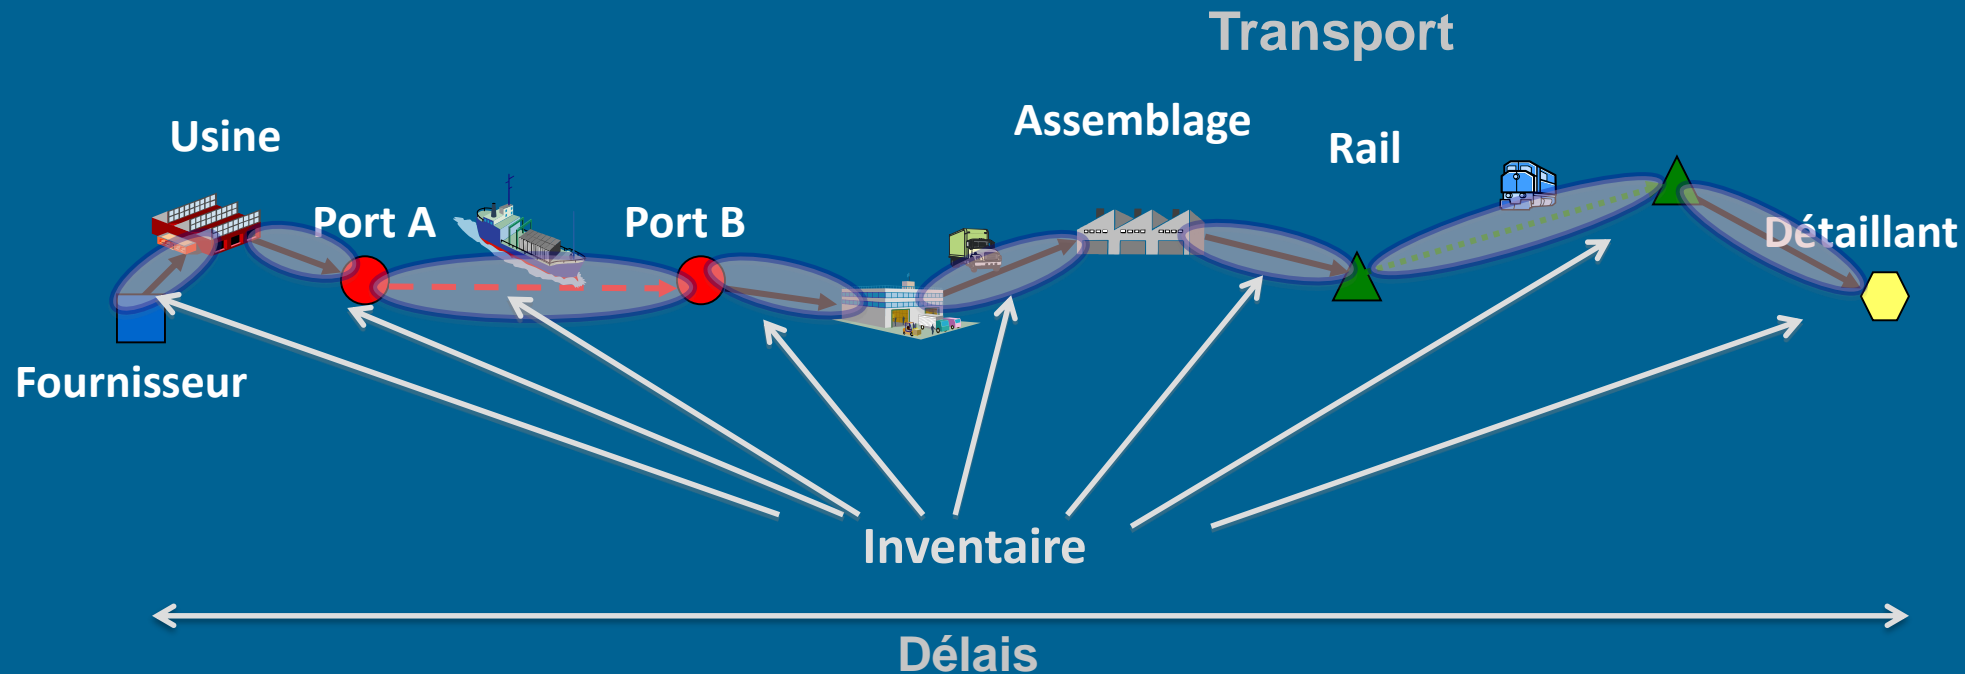 Transport
Usine
Assemblage
Rail
Port A
Port B
Détaillant
Fournisseur
Inventaire
Délais